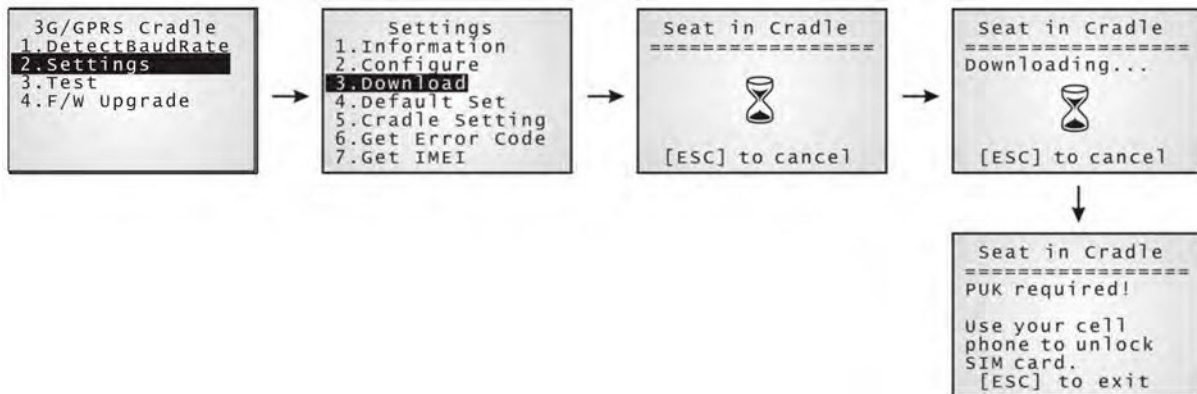 3G/GPRS Cradle
1.DetectBaudRate
2.Settings
3.Test
4.F/W Upgrade
Settings
1.Information
2.Configure
3.Download
4.Default Set
5.Cradle Setting
6.Get Error Code
7.Get IMEI
Seat in Cradle
=================
[ESC] to cancel
Seat in Cradle
=================
Downloading...
[ESC] to cancel
Seat in Cradle
=================
PUK required!
Use your cell
phone to unlock
SIM card.
[ESC] to exit